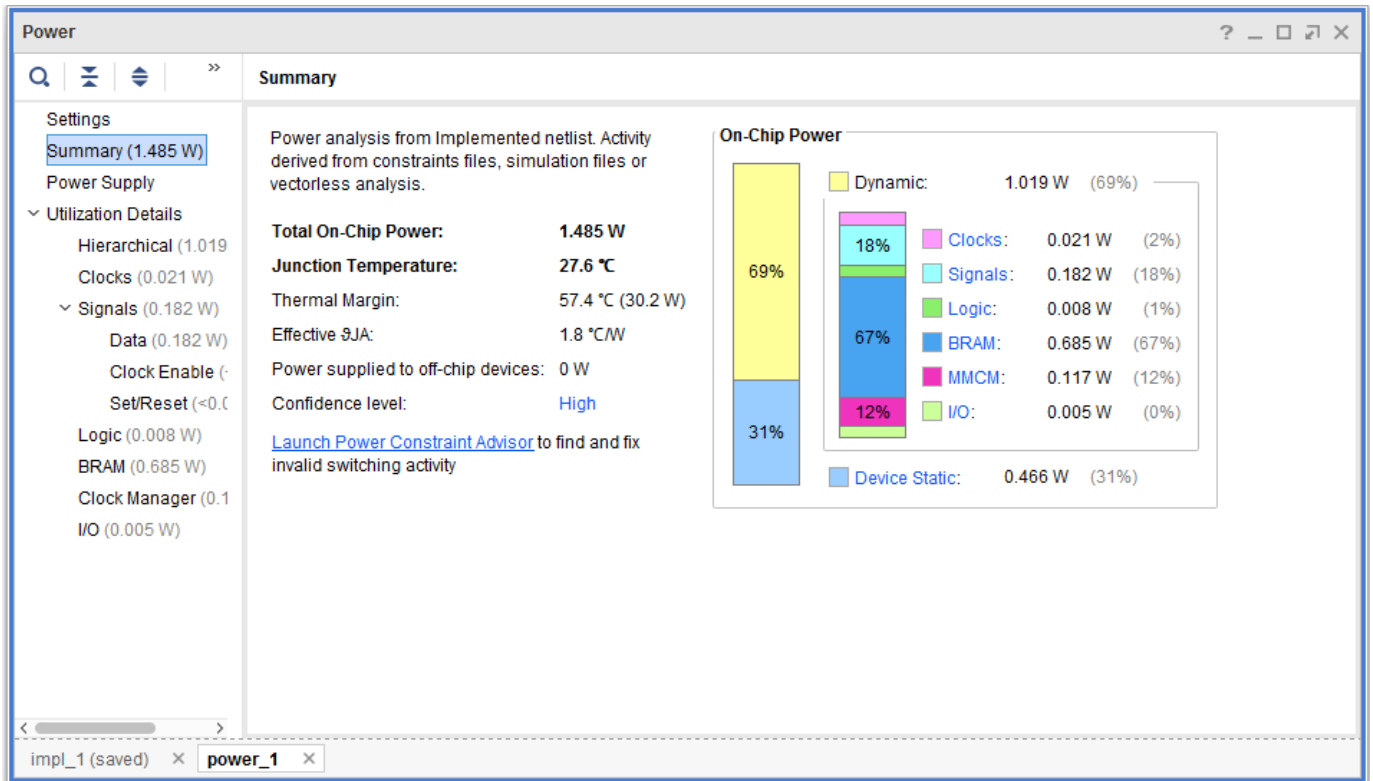 Power
Summary
Settings
Summary (1.485 W)
Power Supply
Utilization Details
Hierarchical (1.019
Clocks (0.021 W)
Signals (0.182 W)
Data (0.182 W)
Clock Enable (
Set/Reset (<0.0
Logic (0.008 W)
BRAM (0.685 W)
Clock Manager (0.1
I/O (0.005 W)
Power analysis from Implemented netlist. Activity
derived from constraints files, simulation files or
vectorless analysis.
Total On-Chip Power: 1.485 W
Junction Temperature: 27.6 ℃
Thermal Margin: 57.4 ℃ (30.2 W)
Effective ϑJA: 1.8 ℃/W
Power supplied to off-chip devices: 0 W
Confidence level: High
Launch Power Constraint Advisor to find and fix
invalid switching activity
On-Chip Power
69%
31%
Dynamic: 1.019 W (69%)
18%
67%
12%
Clocks: 0.021 W (2%)
Signals: 0.182 W (18%)
Logic: 0.008 W (1%)
BRAM: 0.685 W (67%)
MMCM: 0.117 W (12%)
I/O: 0.005 W (0%)
Device Static: 0.466 W (31%)
impl_1 (saved)
power_1